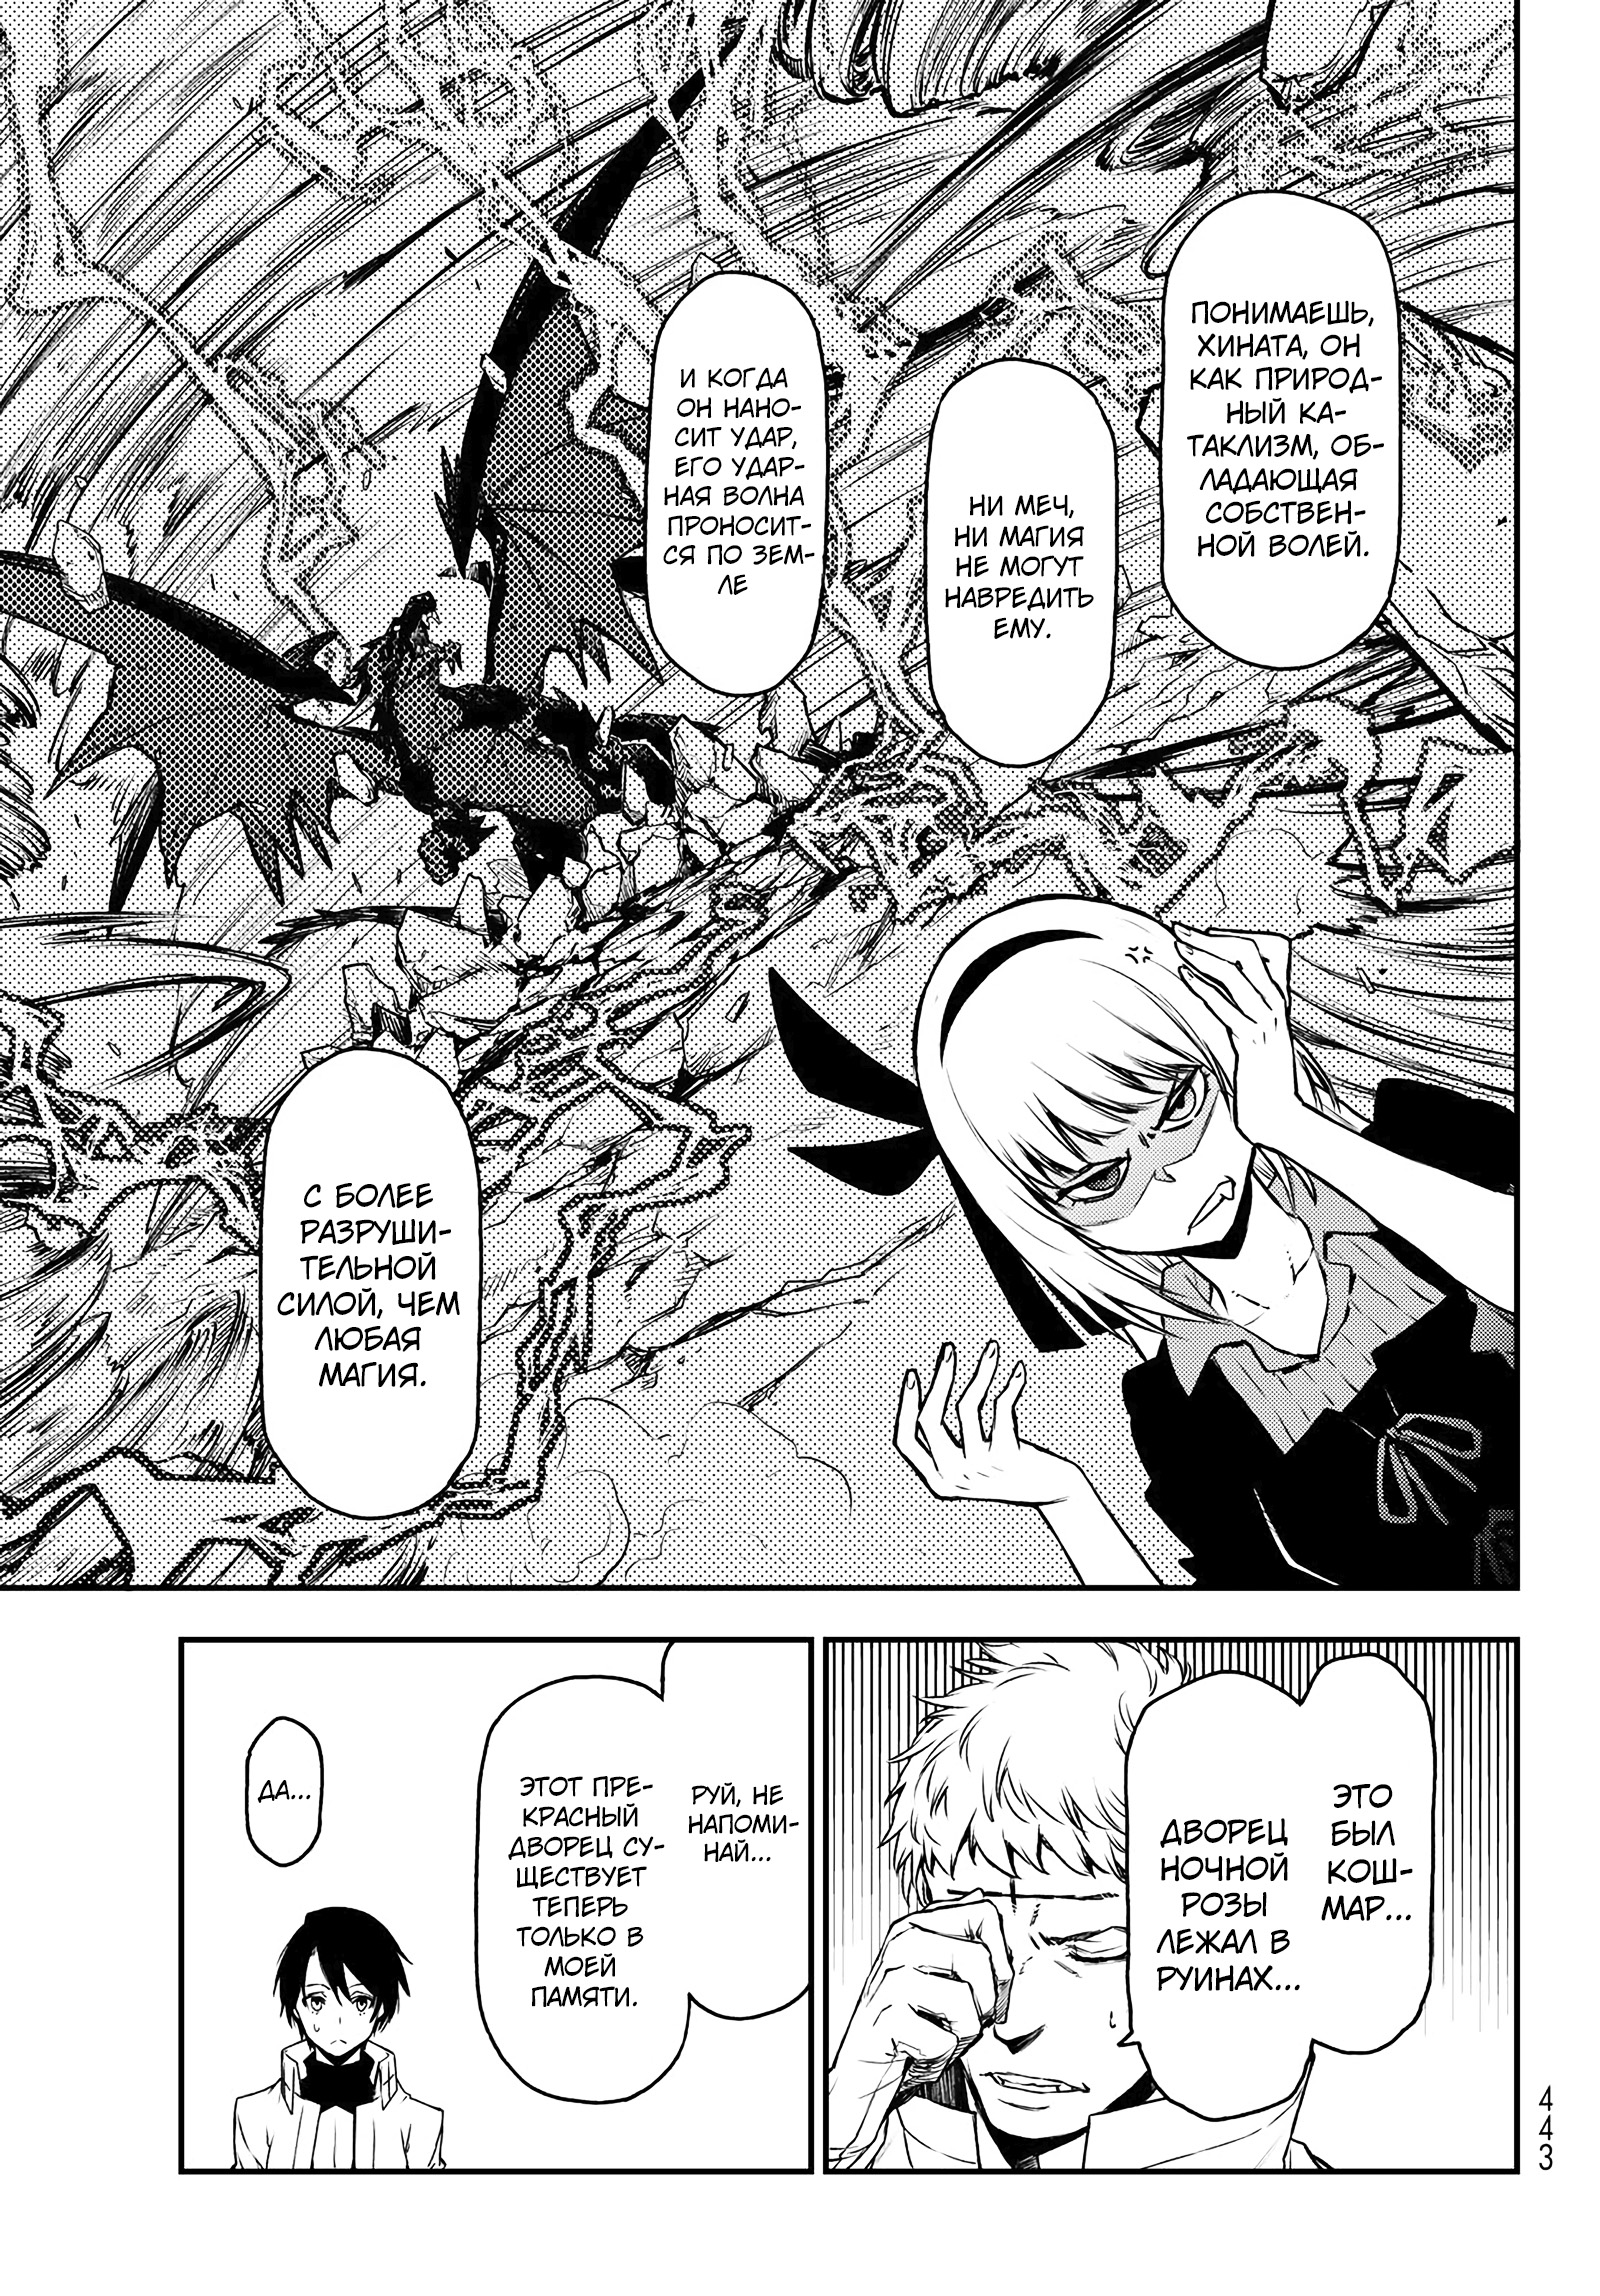 ПОНИМАЕШЬ,
ХИНАТА, ОН
КАК ПРИРОД-
НЫЙ КА-
ТАКЛИЗМ, ОБ-
ЛАДАЮЩАЯ
СОБСТВЕН-
НОЙ ВОЛЕЙ.
НИ МЕЧ,
НИ МАГИЯ
НЕ МОГУТ
НАВРЕДИТЬ
ЕМУ.
И КОГДА
ОН НАНО-
СИТ УДАР,
ЕГО УДАР-
НАЯ ВОЛНА
ПРОНОСИТ-
СЯ ПО ЗЕМ-
ЛЕ
С БОЛЕЕ
РАЗРУШИ-
ТЕЛЬНОЙ
СИЛОЙ, ЧЕМ
ЛЮБАЯ
МАГИЯ.
ЭТО
БЫЛ
КОШ-
МАР...
ДВОРЕЦ
НОЧНОЙ
РОЗЫ
ЛЕЖАЛ В
РУИНАХ...
РУЙ, НЕ
НАПОМИ-
НАЙ...
ЭТОТ ПРЕ-
КРАСНЫЙ
ДВОРЕЦ СУ-
ЩЕСТВУЕТ
ТЕПЕРЬ
ТОЛЬКО В
МОЕЙ
ПАМЯТИ.
ДА...
443